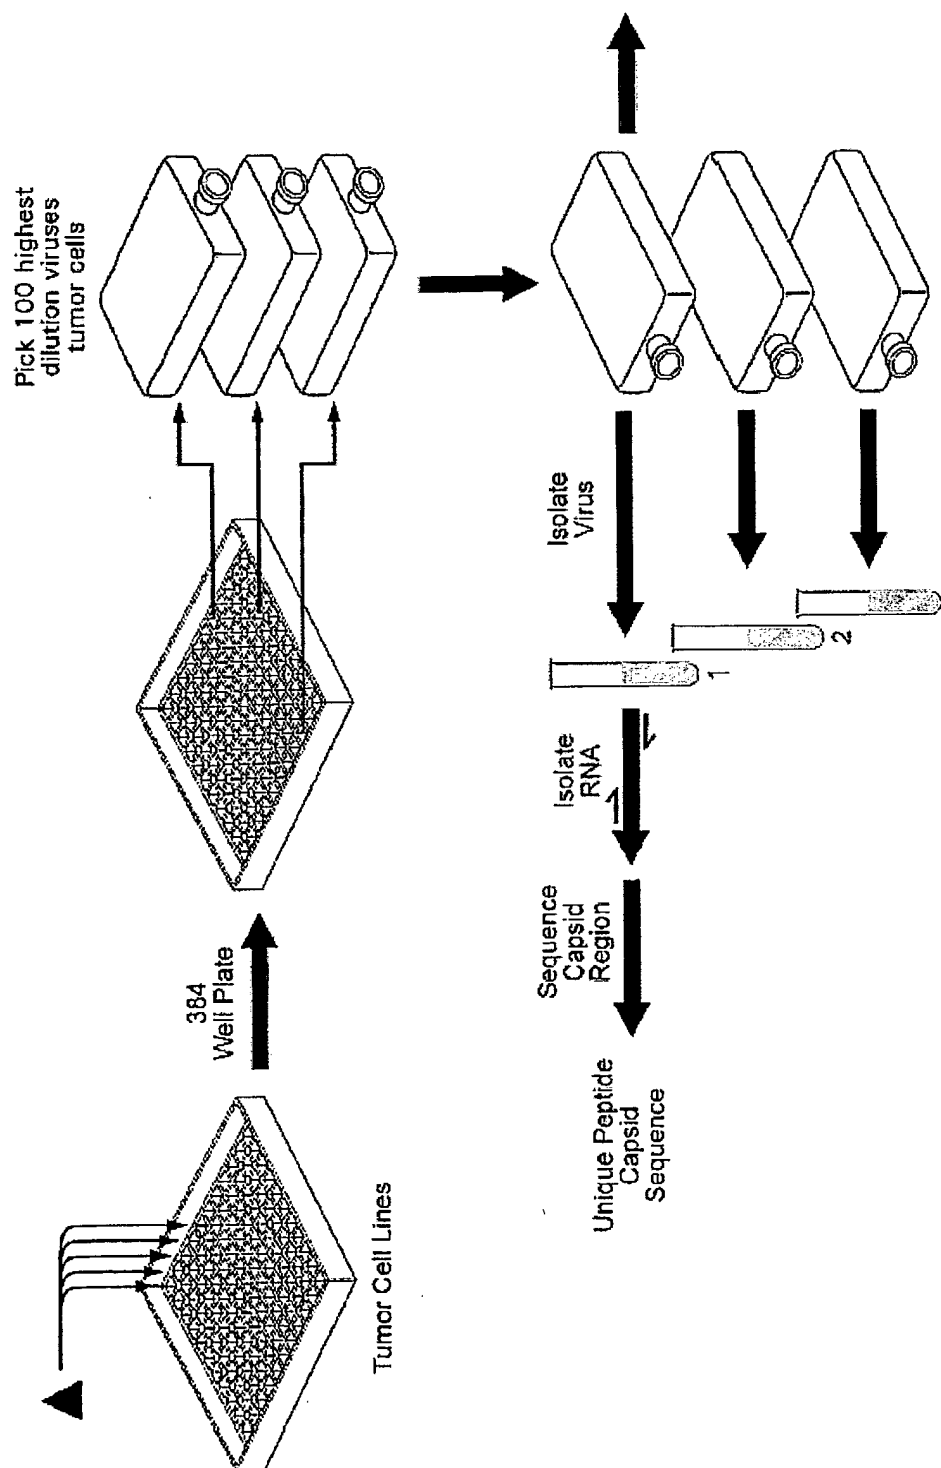 Tumor Cell Lines
384
Well Plate
Pick 100 highest
dilution viruses
tumor cells
Isolate
Virus
1
2
Isolate
RNA
Sequence
Capsid
Region
Unique Peptide
Capsid
Sequence